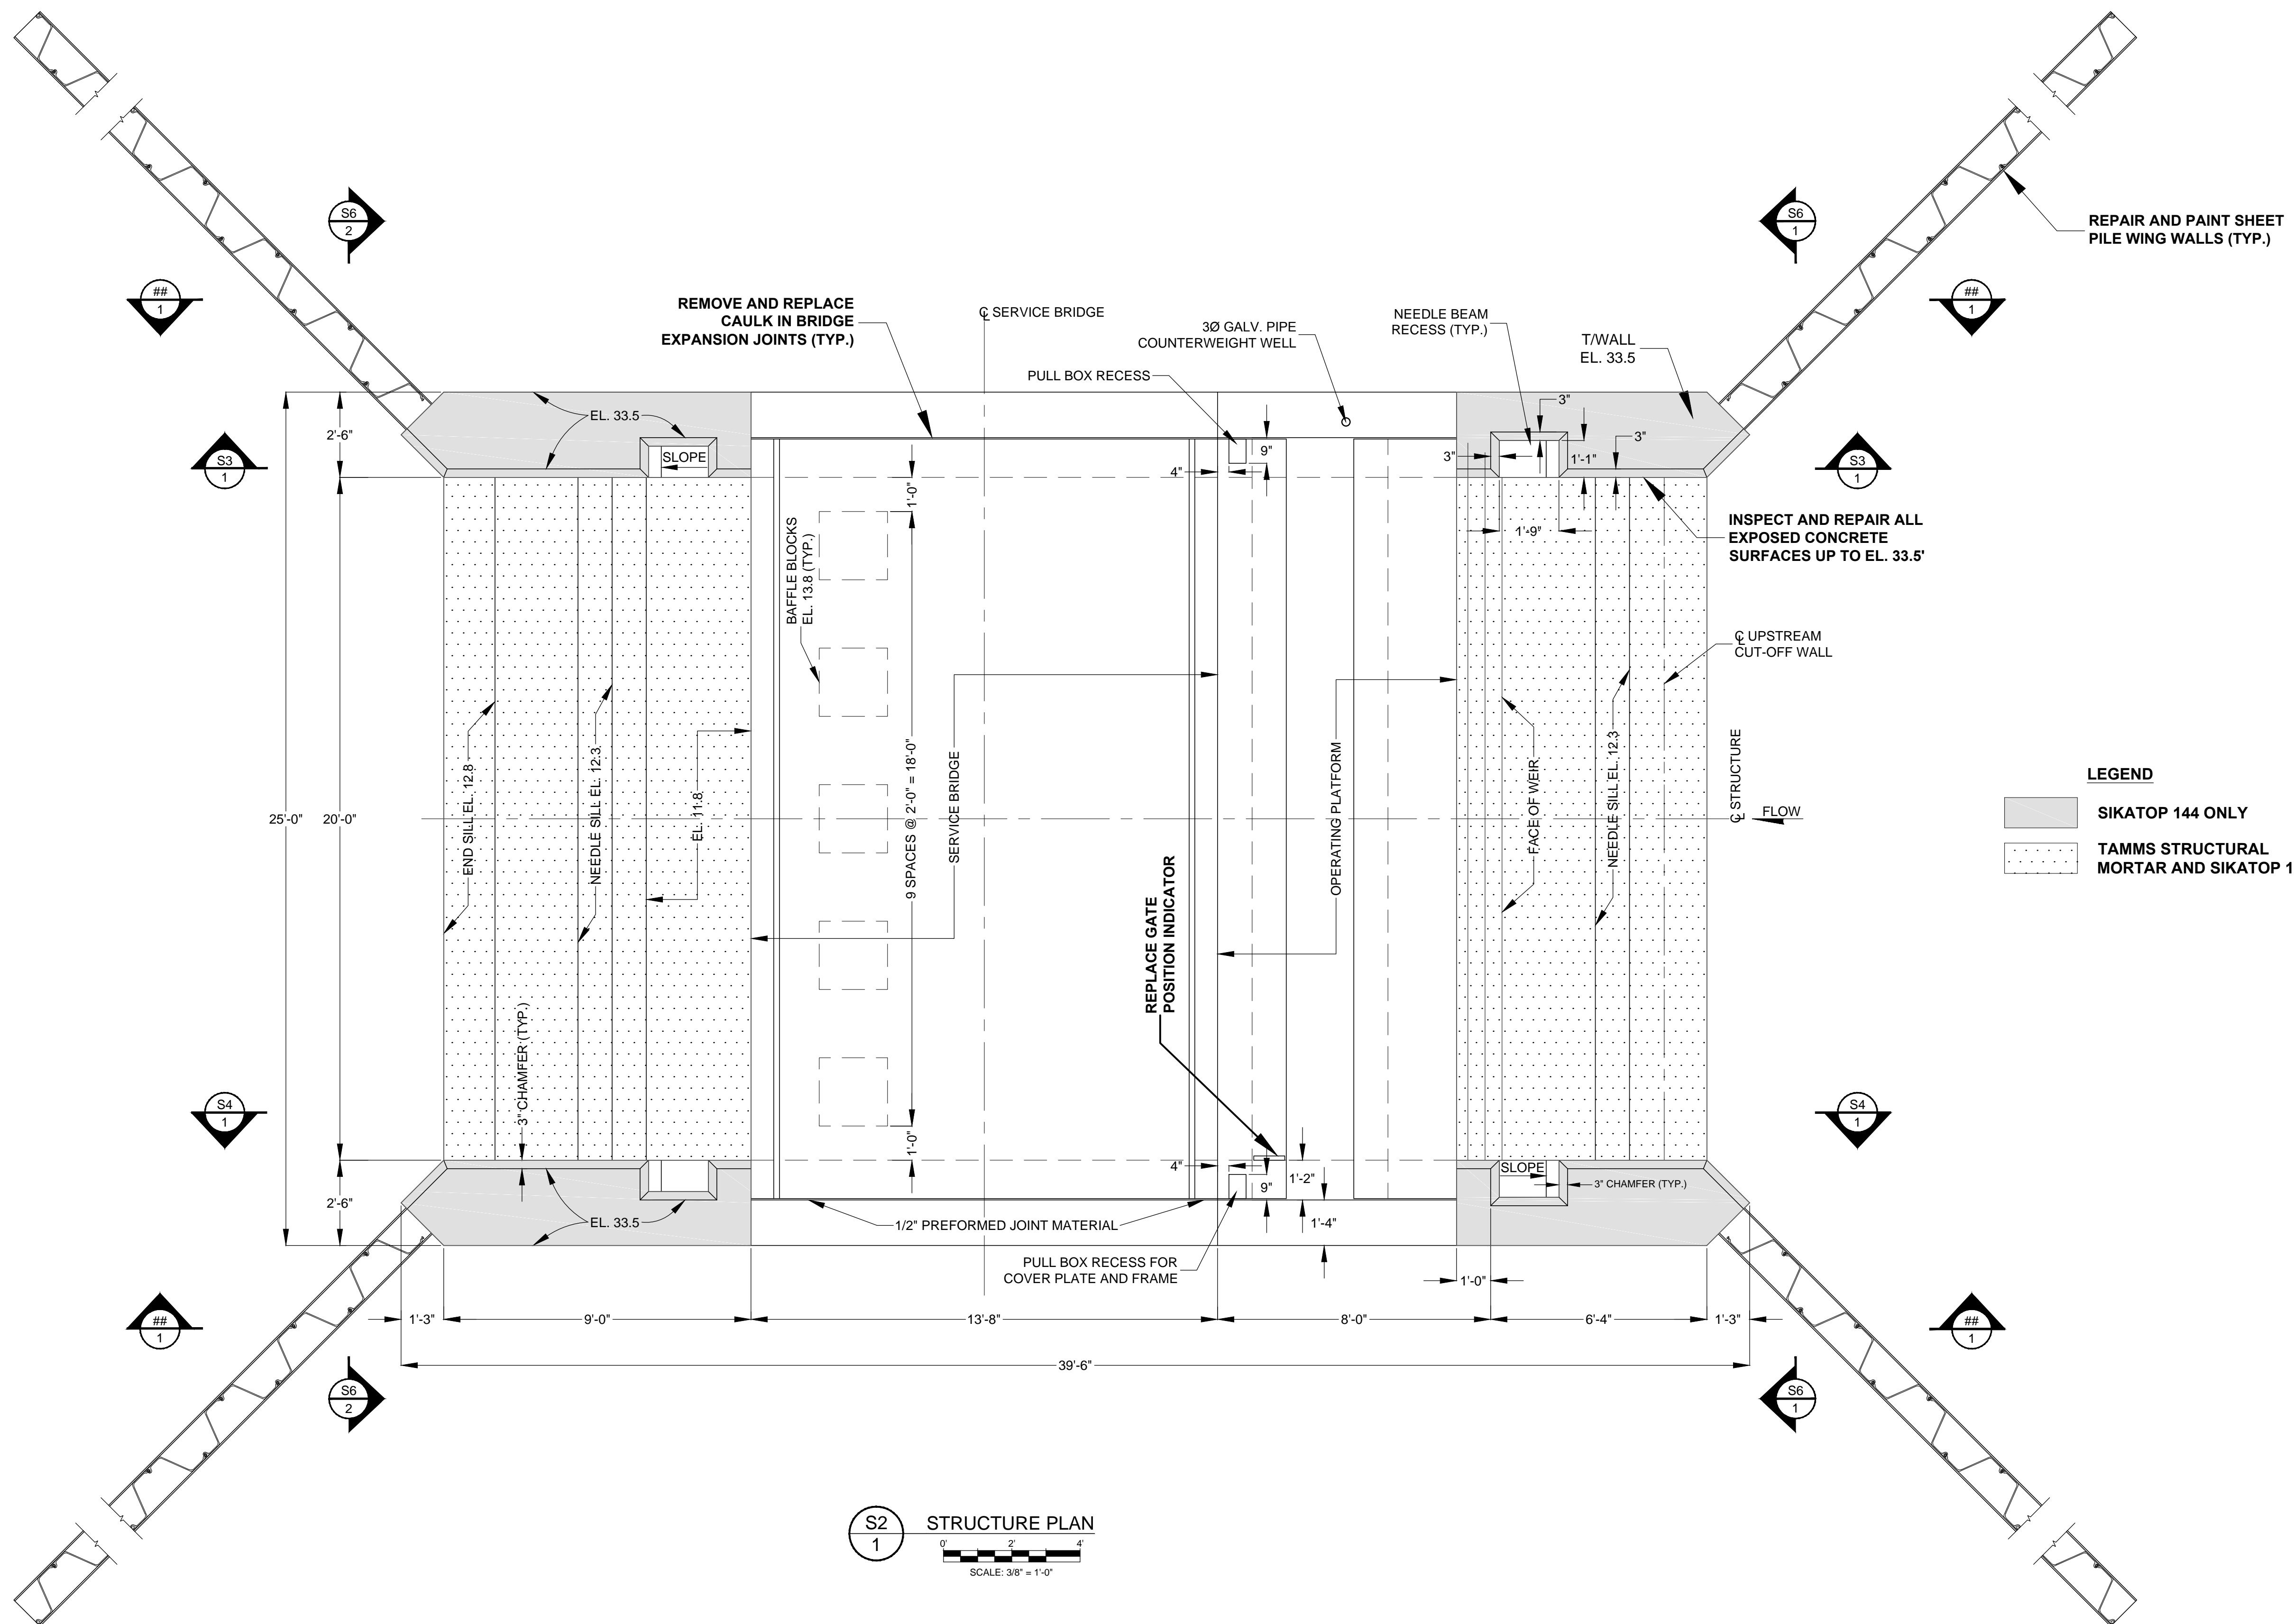 S6
2
S6
1
REPAIR AND PAINT SHEET
PILE WING WALLS (TYP.)
##
1
##
1
REMOVE AND REPLACE
CAULK IN BRIDGE
EXPANSION JOINTS (TYP.)
℄ SERVICE BRIDGE
3Ø GALV. PIPE
COUNTERWEIGHT WELL
NEEDLE BEAM
RECESS (TYP.)
T/WALL
EL. 33.5
PULL BOX RECESS
EL. 33.5
3"
2'-6"
3"
S3
1
SLOPE
9"
3"
1'-1"
S3
1
4"
1'-0"
BAFFLE BLOCKS
EL. 13.8 (TYP.)
1'-9"
INSPECT AND REPAIR ALL
EXPOSED CONCRETE
SURFACES UP TO EL. 33.5'
℄ UPSTREAM
CUT-OFF WALL
25'-0"
20'-0"
END SILL EL. 12.8
NEEDLE SILL EL. 12.3
EL. 11.8
9 SPACES @ 2'-0" = 18'-0"
SERVICE BRIDGE
OPERATING PLATFORM
FACE OF WEIR
NEEDLE SILL EL. 12.3
℄ STRUCTURE
FLOW
LEGEND
SIKATOP 144 ONLY
TAMMS STRUCTURAL
MORTAR AND SIKATOP 1
REPLACE GATE
POSITION INDICATOR
3" CHAMFER (TYP.)
S4
1
S4
1
1'-0"
4"
9"
1'-2"
SLOPE
3" CHAMFER (TYP.)
2'-6"
EL. 33.5
1/2" PREFORMED JOINT MATERIAL
1'-4"
PULL BOX RECESS FOR
COVER PLATE AND FRAME
1'-0"
##
1
##
1
1'-3"
9'-0"
13'-8"
8'-0"
6'-4"
1'-3"
39'-6"
S6
2
S6
1
S2
1
STRUCTURE PLAN
0'
2'
4'
SCALE: 3/8" = 1'-0"